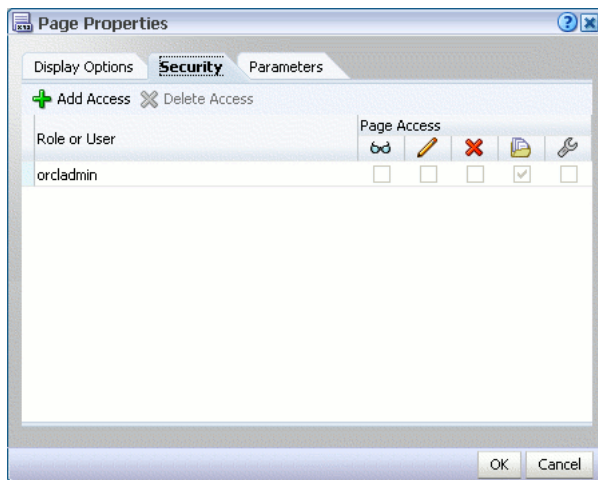 Page Properties
Display Options Security Parameters
Add Access Delete Access
Role or User
Page Access
orcladmin
OK Cancel